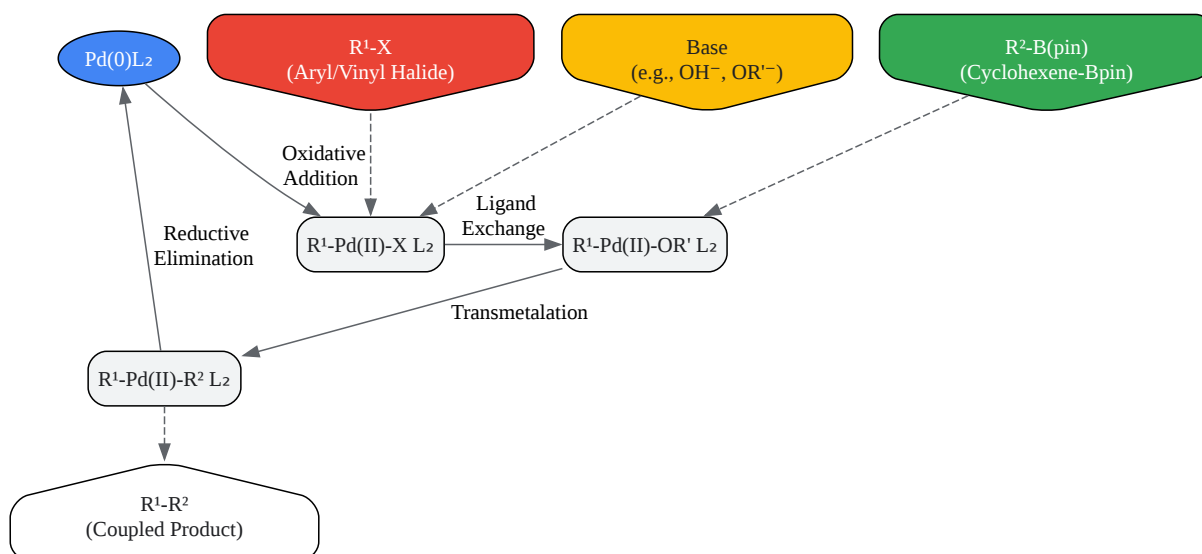 Pd(0)L₂
R¹-X
(Aryl/Vinyl Halide)
Base
(e.g., OH⁻, OR'⁻)
R²-B(pin)
(Cyclohexene-Bpin)
Oxidative
Addition
Ligand
Exchange
Reductive
Elimination
R¹-Pd(II)-X L₂
R¹-Pd(II)-OR' L₂
Transmetalation
R¹-Pd(II)-R² L₂
R¹-R²
(Coupled Product)